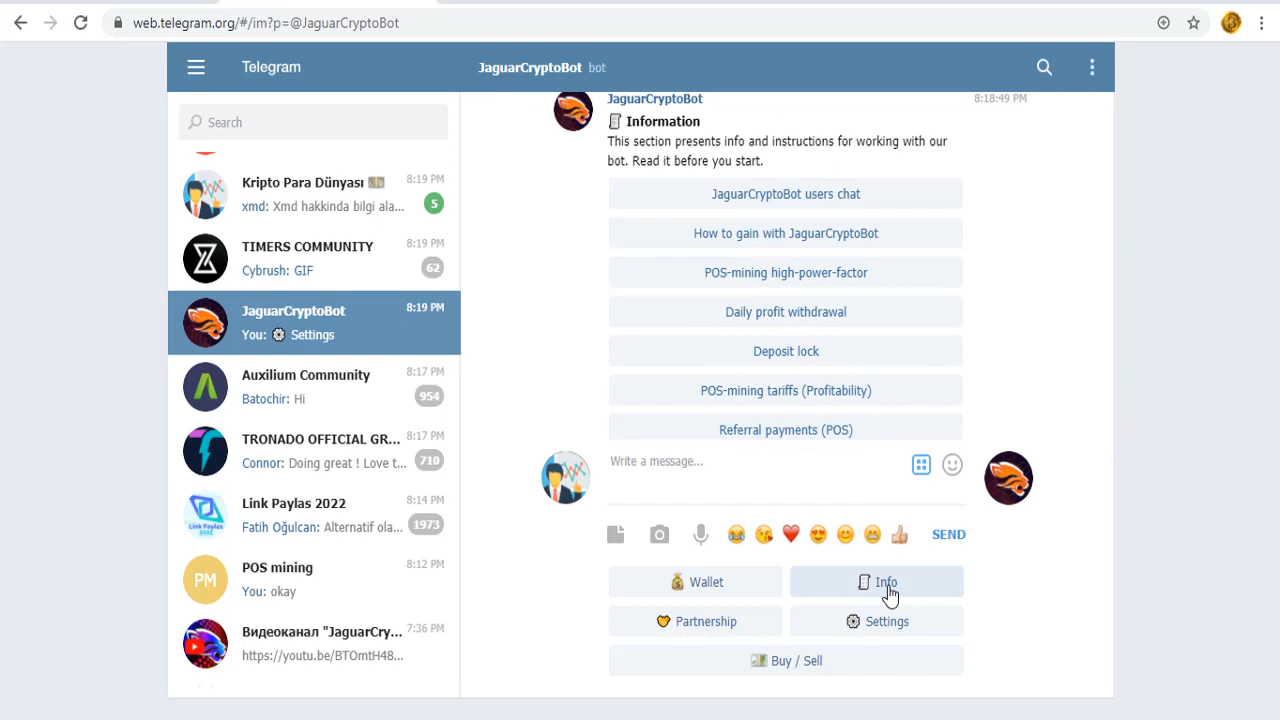 web.telegram.org/#/im?p=@JaguarCryptoBot
Telegram
JaguarCryptoBot bot
Search
Kripto Para Dünyası 8:19 PM
xmd: Xmd hakkinda bilgi ala... 5
TIMERS COMMUNITY 8:19 PM
Cybrush: GIF 62
JaguarCryptoBot 8:19 PM
You: Settings
Auxilium Community 8:17 PM
Batochir: Hi 954
TRONADO OFFICIAL GR... 8:17 PM
Connor: Doing great ! Love t... 710
Link Paylas 2022 8:14 PM
Fatih Oğulcan: Alternatif ola... 1973
PM
POS mining 8:12 PM
You: okay
Видеоканал "JaguarCry... 7:36 PM
https://youtu.be/BTOmtH48...
JaguarCryptoBot 8:18:49 PM
Information
This section presents info and instructions for working with our
bot. Read it before you start.
JaguarCryptoBot users chat
How to gain with JaguarCryptoBot
POS-mining high-power-factor
Daily profit withdrawal
Deposit lock
POS-mining tariffs (Profitability)
Referral payments (POS)
Write a message...
SEND
Wallet
Info
Partnership
Settings
Buy / Sell